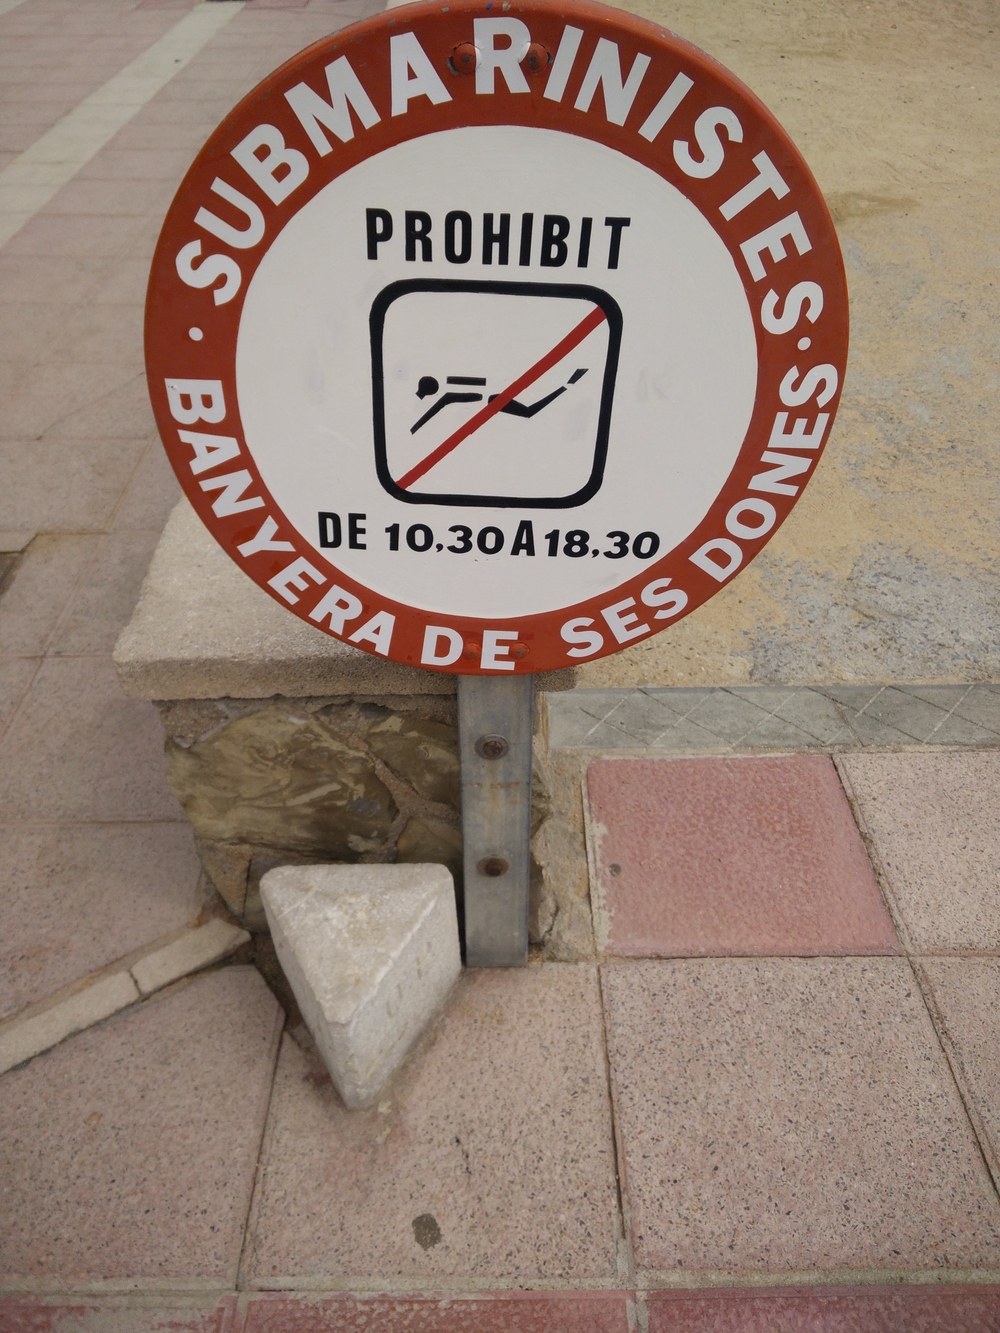 · SUBMARINISTES ·
PROHIBIT
DE 10,30 A 18,30
BANYERA DE SES DONES